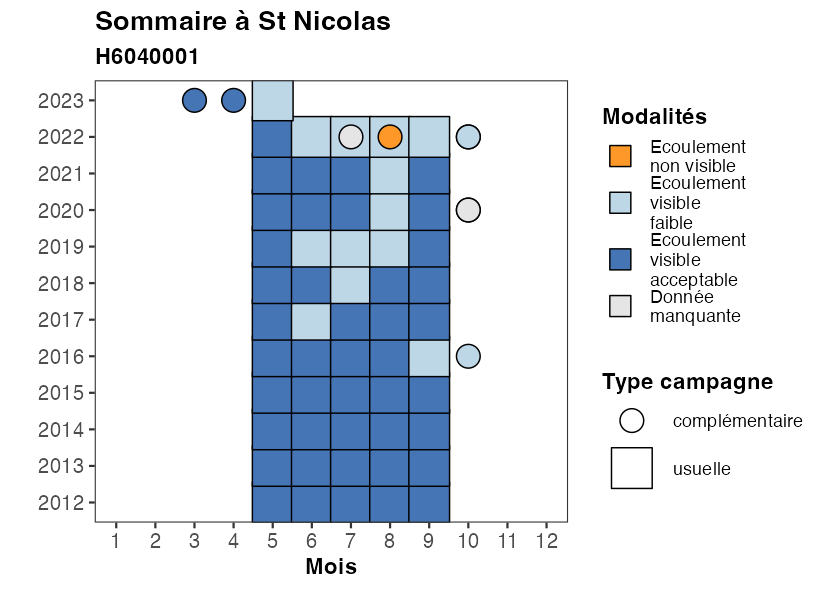 Sommaire à St Nicolas
H6040001
2023
2022
2021
2020
2019
2018
2017
2016
2015
2014
2013
2012
1 2 3 4 5 6 7 8 9 10 11 12
Mois
Modalités
Ecoulement
non visible
Ecoulement
visible
faible
Ecoulement
visible
acceptable
Donnée
manquante
Type campagne
complémentaire
usuelle